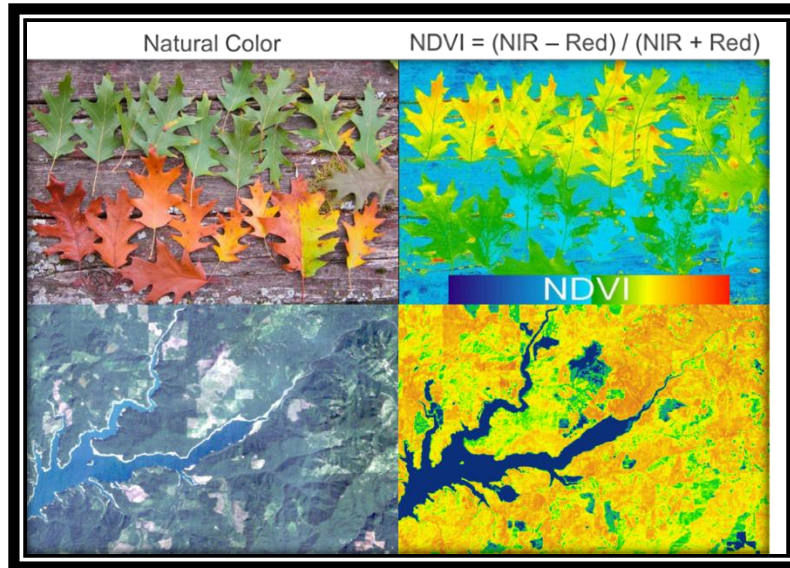 Natural Color
NDVI = (NIR – Red) / (NIR + Red)
NDVI